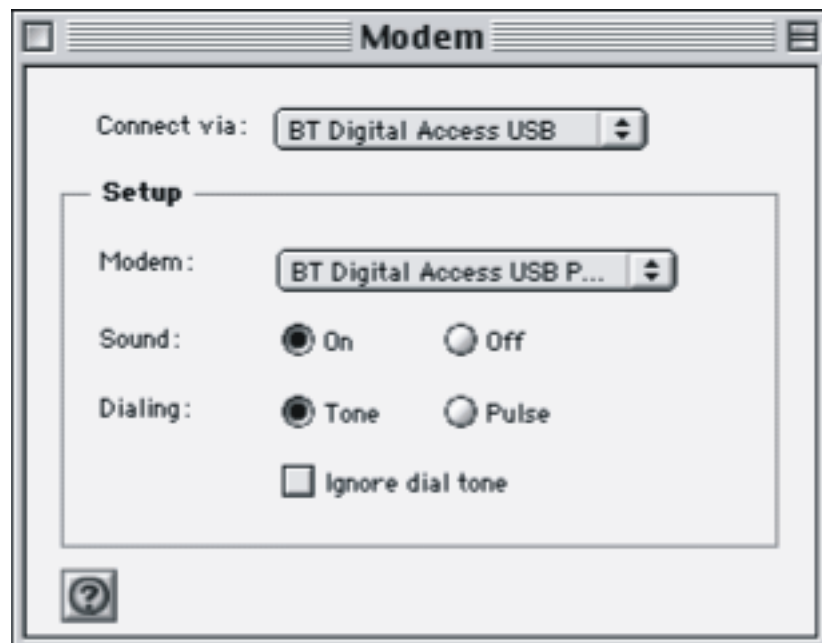 Modem
Connect via: BT Digital Access USB
Setup
Modem: BT Digital Access USB P...
Sound: On Off
Dialing: Tone Pulse
Ignore dial tone
?